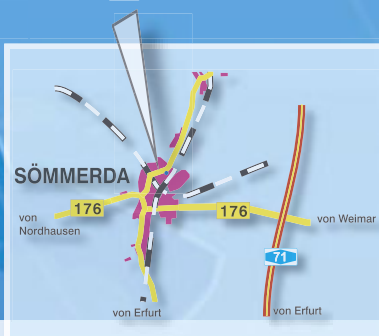 SÖMMERDA
176
176
von
Nordhausen
von Weimar
71
von Erfurt
von Erfurt